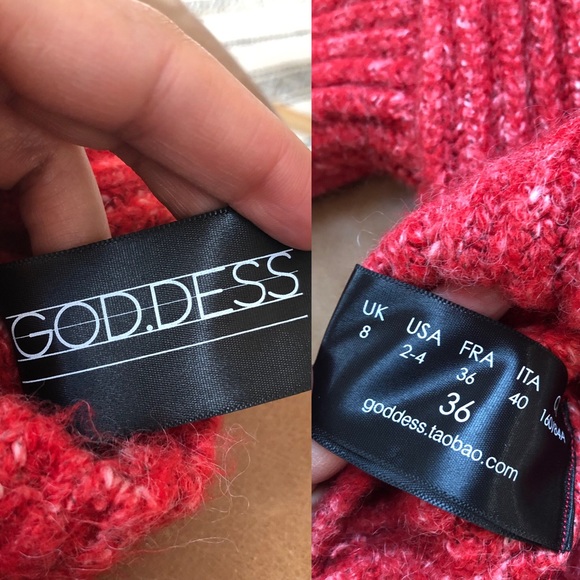 GOD.DESS
UK USA FRA ITA
8 2-4 36 40
36
goddess.taobao.com